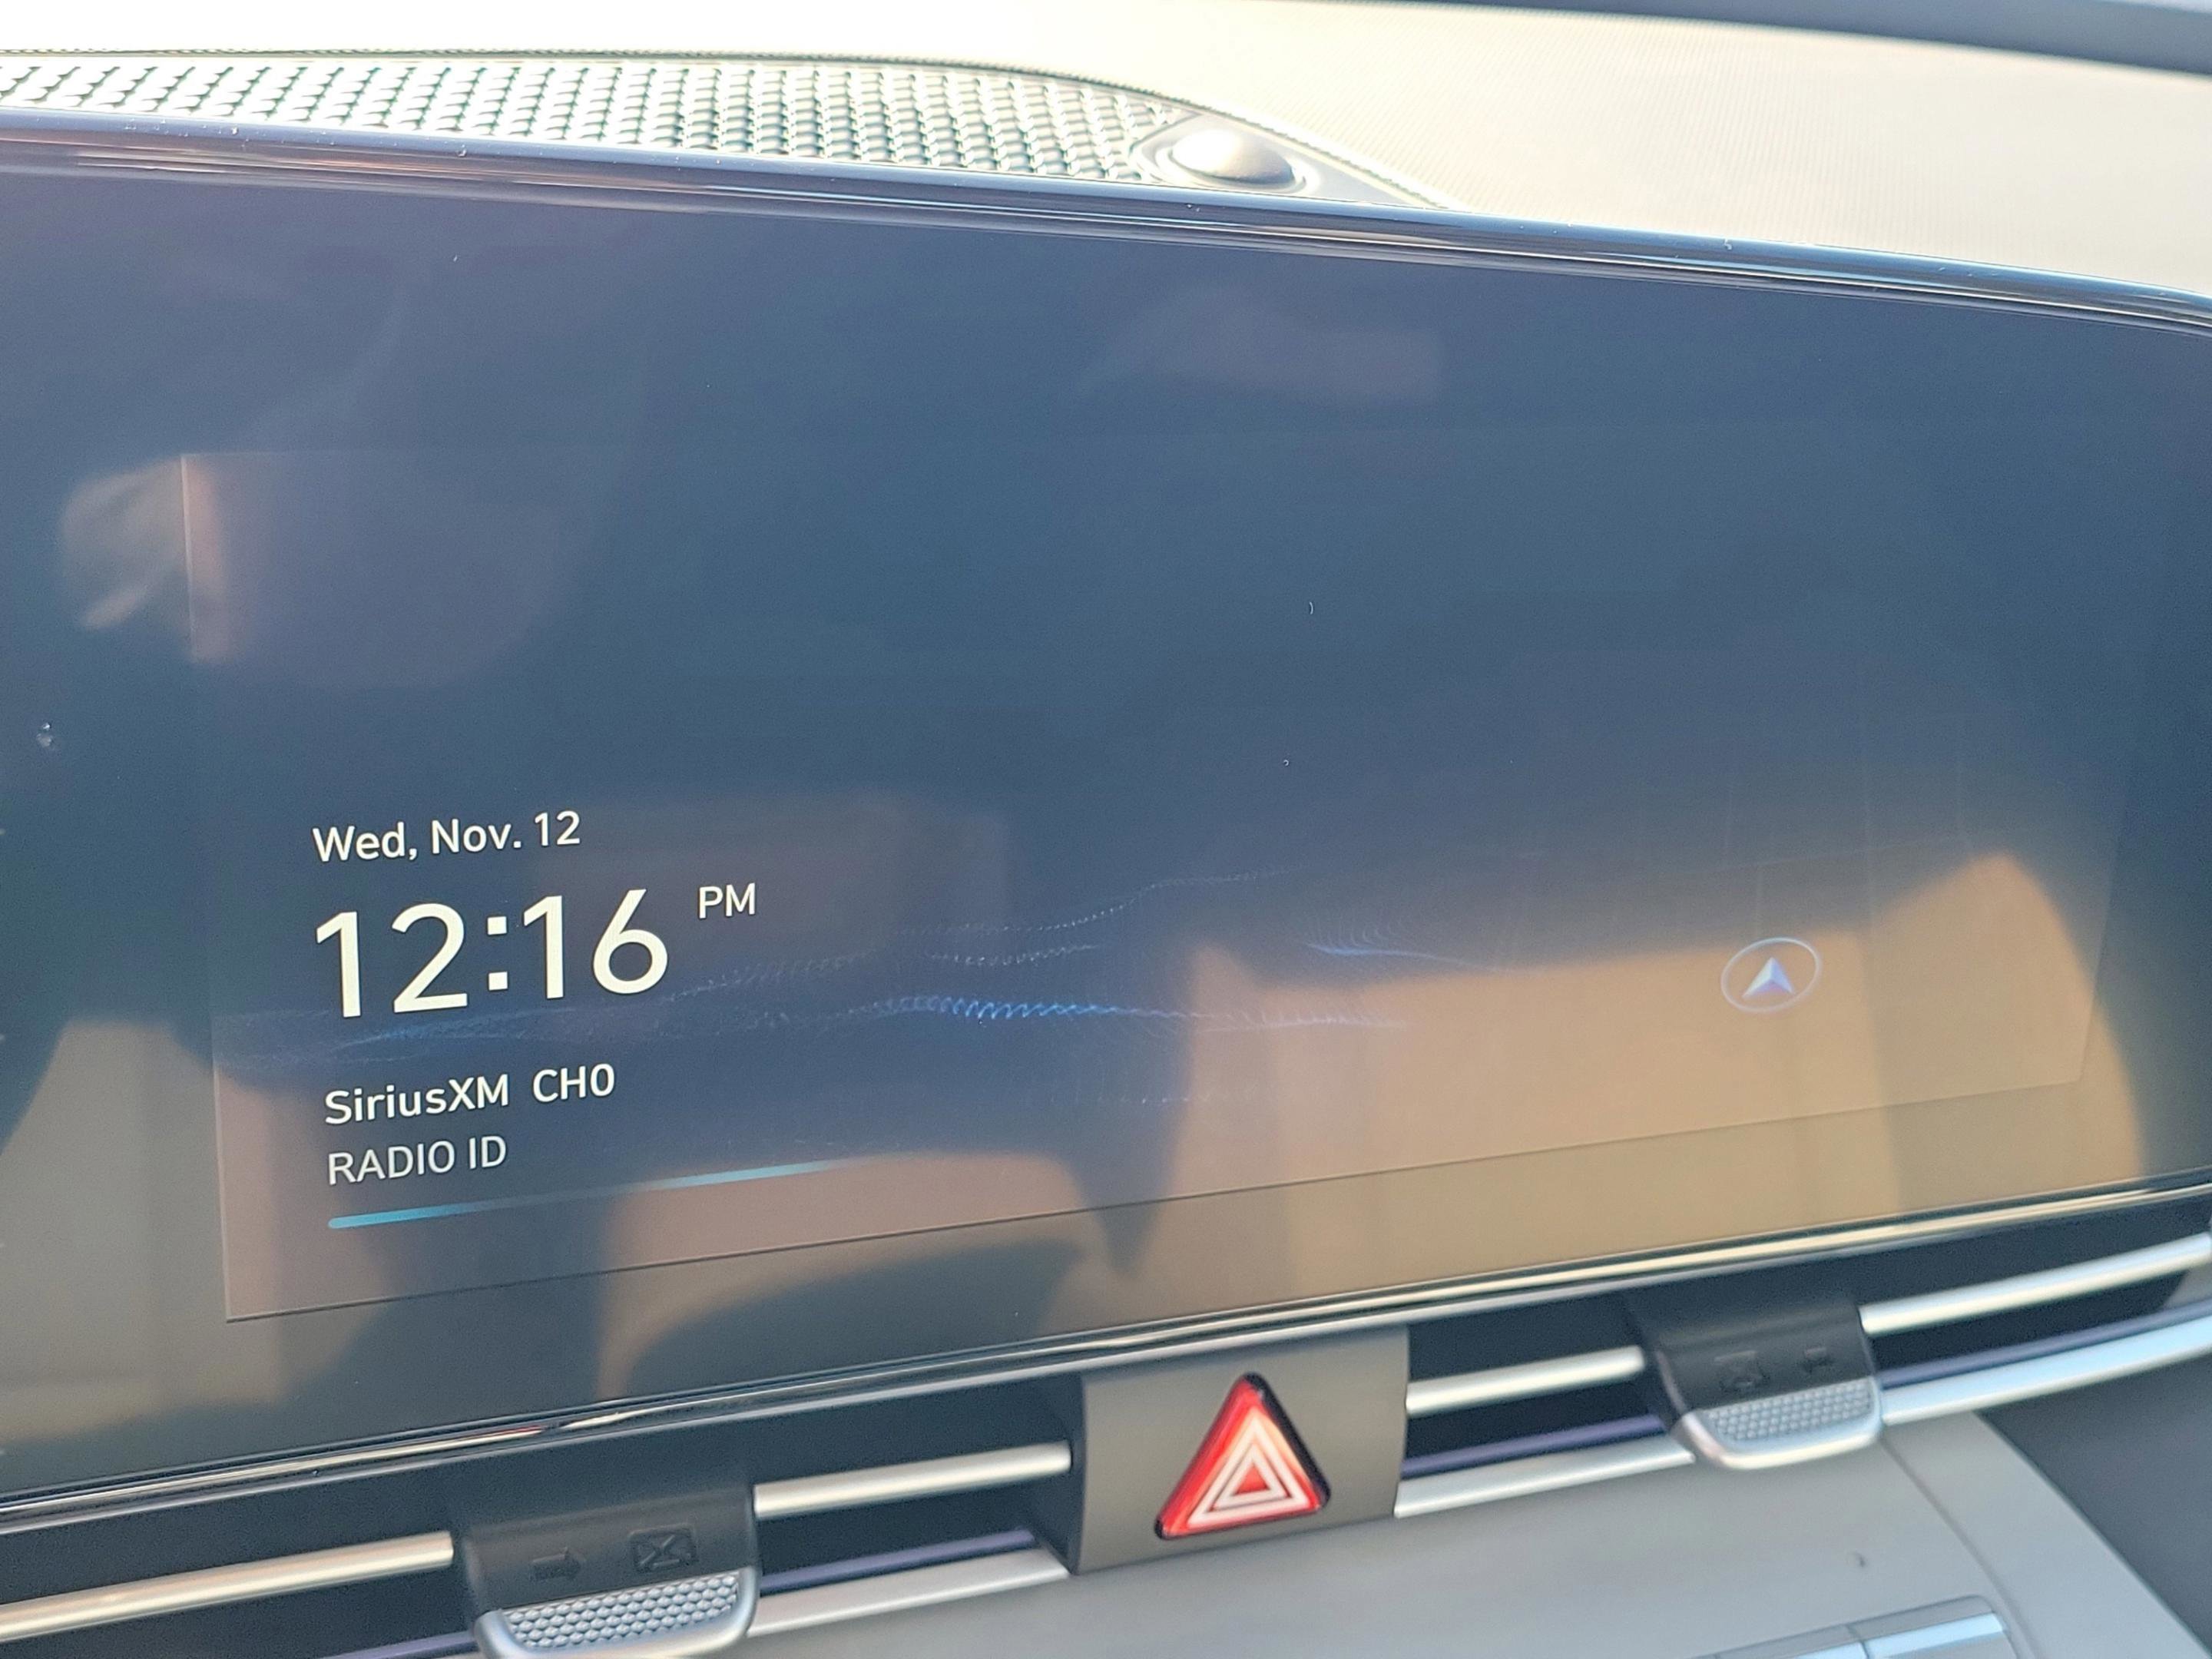 Wed, Nov. 12
12:16 PM
SiriusXM CH0
RADIO ID